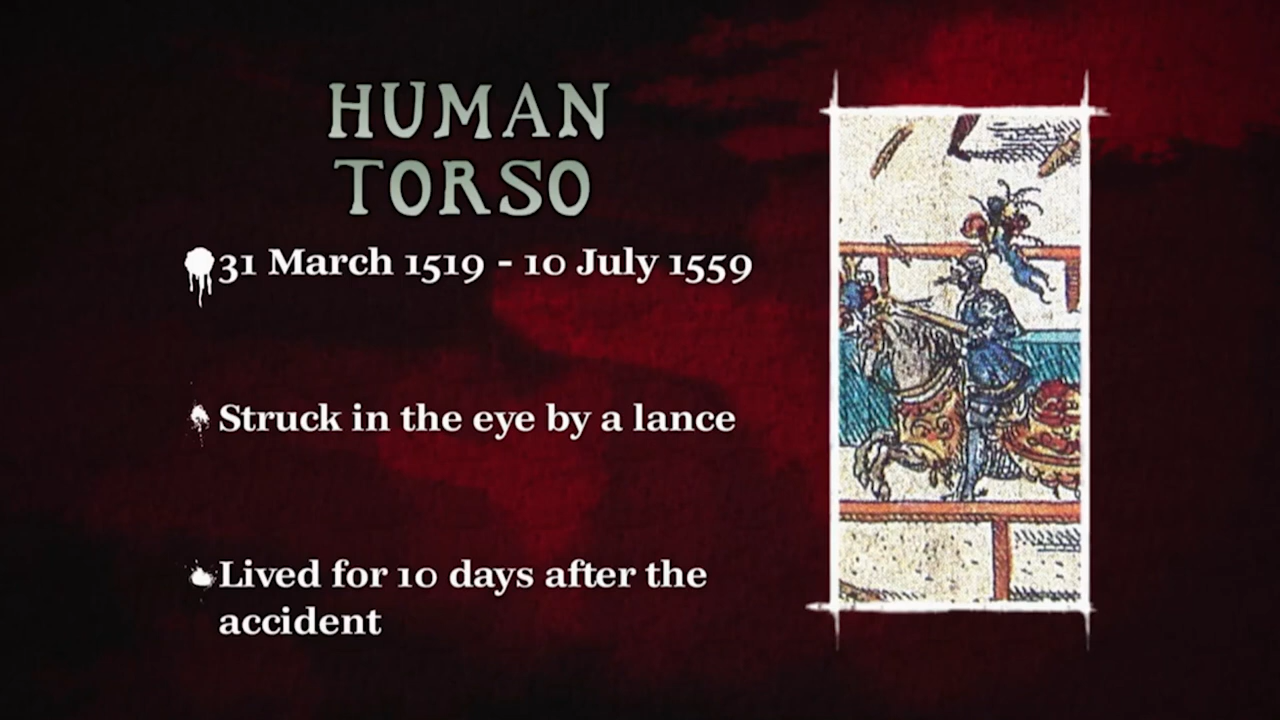 HUMAN
TORSO
31 March 1519 - 10 July 1559
Struck in the eye by a lance
Lived for 10 days after the
accident